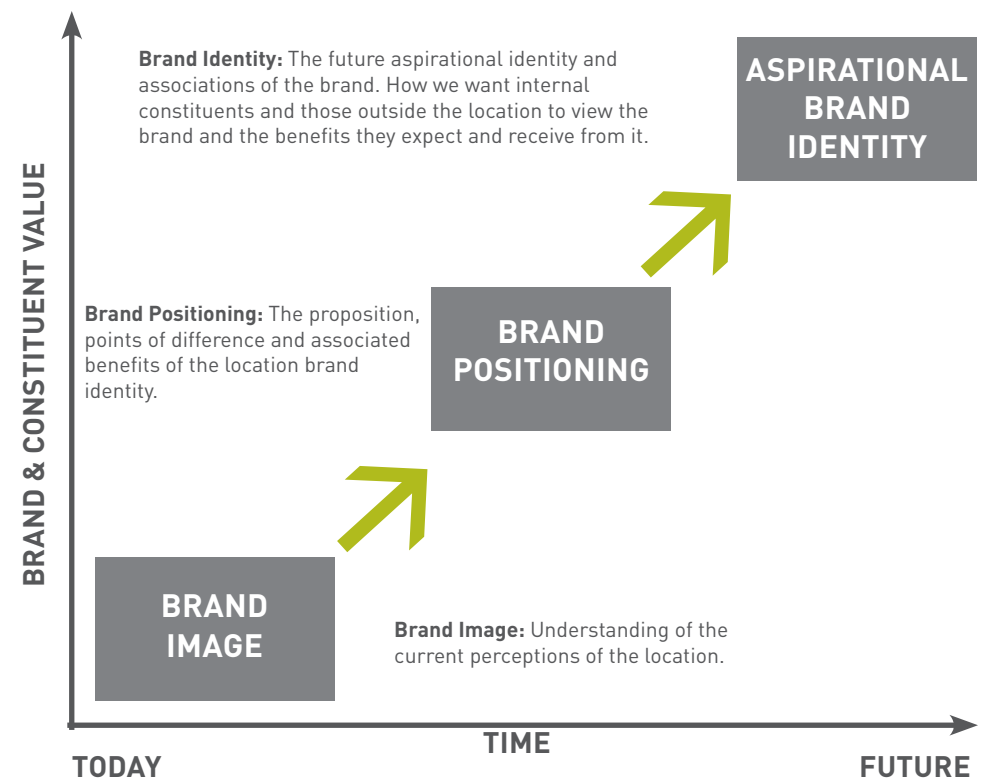 Brand Identity: The future aspirational identity and
associations of the brand. How we want internal
constituents and those outside the location to view the
brand and the benefits they expect and receive from it.
ASPIRATIONAL
BRAND
IDENTITY
BRAND & CONSTITUENT VALUE
Brand Positioning: The proposition,
points of difference and associated
benefits of the location brand
identity.
BRAND
POSITIONING
BRAND
IMAGE
Brand Image: Understanding of the
current perceptions of the location.
TIME
TODAY
FUTURE